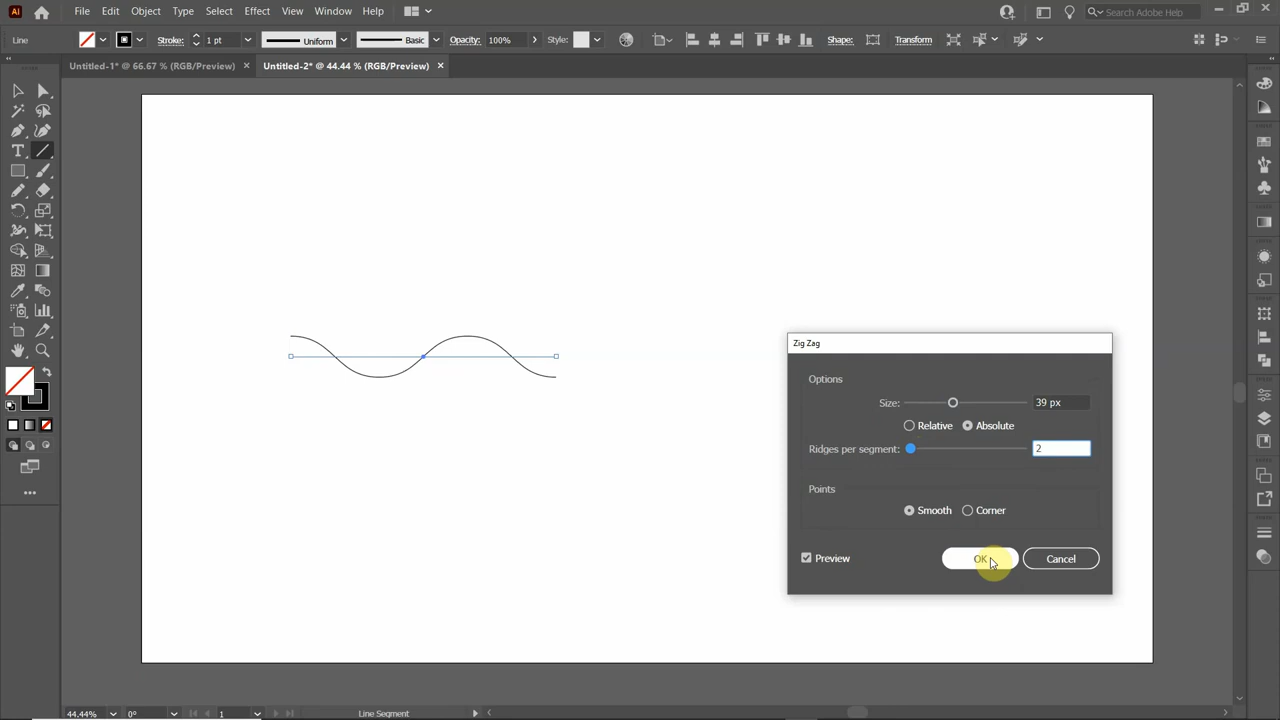 Ai File Edit Object Type Select Effect View Window Help Search Adobe Help
Line Stroke: 1 pt Uniform Basic Opacity: 100% Style: Shape: Transform
Untitled-1* @ 66.67 % (RGB/Preview) × Untitled-2* @ 44.44 % (RGB/Preview) ×
Zig Zag
Options
Size: 39 px
Relative Absolute
Ridges per segment: 2
Points
Smooth Corner
Preview OK Cancel
44.44% 0° 1 Line Segment